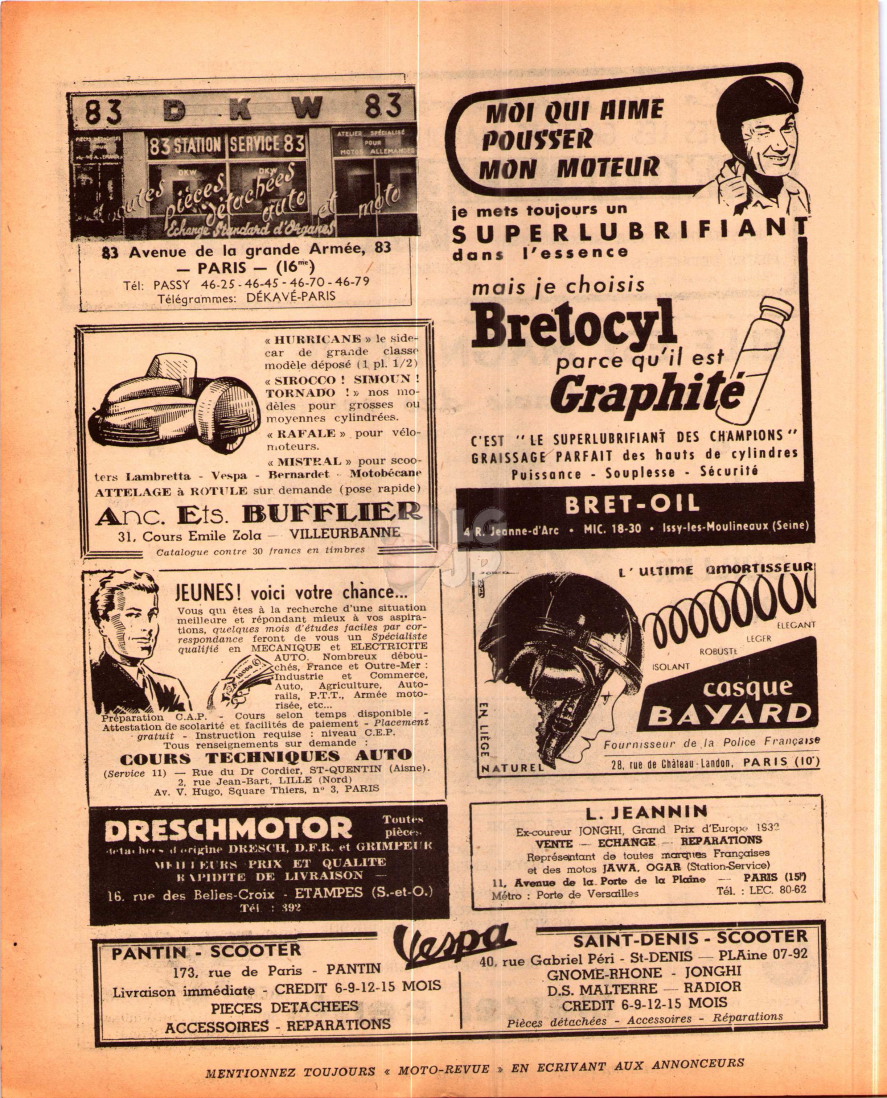 83 DKW 83
83 STATION SERVICE 83
ATELIER SPÉCIALISÉ
POUR
MOTOS ALLEMANDES
DKW DKW
toutes pièces
détachées
auto et moto
Echange Standard d'Organes
83 Avenue de la grande Armée, 83
— PARIS — (16me)
Tél: PASSY 46-25 - 46-45 - 46-70 - 46-79
Télégrammes: DÉKAVÉ-PARIS
« HURRICANE » le side-
car de grande classe
modèle déposé (1 pl. 1/2)
« SIROCCO ! SIMOUN !
TORNADO ! » nos mo-
dèles pour grosses ou
moyennes cylindrées.
« RAFALE » pour vélo-
moteurs.
« MISTRAL » pour scoo-
ters Lambretta - Vespa - Bernardet - Motobécane
ATTELAGE à ROTULE sur demande (pose rapide)
Anc. Ets. BUFFLIER
31, Cours Emile Zola — VILLEURBANNE
Catalogue contre 30 francs en timbres
JEUNES! voici votre chance...
Vous qui êtes à la recherche d'une situation
meilleure et répondant mieux à vos aspira-
tions, quelques mois d'études faciles par cor-
respondance feront de vous un Spécialiste
qualifié en MECANIQUE et ELECTRICITE
AUTO. Nombreux débou-
chés, France et Outre-Mer :
Industrie et Commerce,
Auto, Agriculture, Auto-
rails, P.T.T., Armée moto-
risée, etc...
Préparation C.A.P. - Cours selon temps disponible -
Attestation de scolarité et facilités de paiement - Placement
gratuit - Instruction requise : niveau C.E.P.
Tous renseignements sur demande :
COURS TECHNIQUES AUTO
(Service 11) — Rue du Dr Cordier, ST-QUENTIN (Aisne).
2, rue Jean-Bart, LILLE (Nord)
Av. V. Hugo, Square Thiers, n° 3, PARIS
DRESCHMOTOR Toutes
pièces
détachées d'origine DRESCH, D.F.R. et GRIMPEUR
MEILLEURS PRIX ET QUALITE
RAPIDITE DE LIVRAISON —
16, rue des Belles-Croix - ETAMPES (S.-et-O.)
Tél. : 392
MOI QUI AIME
POUSSER
MON MOTEUR
je mets toujours un
SUPERLUBRIFIANT
dans l'essence
mais je choisis
Bretocyl
parce qu'il est
Graphité
C'EST "LE SUPERLUBRIFIANT DES CHAMPIONS"
GRAISSAGE PARFAIT des hauts de cylindres
Puissance - Souplesse - Sécurité
BRET-OIL
4 R. Jeanne-d'Arc • MIC. 18-30 • Issy-les-Moulineaux (Seine)
L'ULTIME AMORTISSEUR
ÉLÉGANT
LÉGER
ROBUSTE
ISOLANT
casque
BAYARD
EN LIÈGE
NATUREL
Fournisseur de la Police Française
28, rue de Château-Landon, PARIS (10e)
L. JEANNIN
Ex-coureur JONGHI, Grand Prix d'Europe 1932
VENTE — ECHANGE — REPARATIONS
Représentant de toutes marques Françaises
et des motos JAWA, OGAR (Station-Service)
11, Avenue de la Porte de la Plaine — PARIS (15e)
Métro : Porte de Versailles Tél. : LEC. 80-62
Vespa
PANTIN - SCOOTER
173, rue de Paris - PANTIN
Livraison immédiate - CREDIT 6-9-12-15 MOIS
PIECES DETACHEES
ACCESSOIRES - REPARATIONS
SAINT-DENIS - SCOOTER
40, rue Gabriel Péri - St-DENIS — PLAine 07-92
GNOME-RHONE - JONGHI
D.S. MALTERRE — RADIOR
CREDIT 6-9-12-15 MOIS
Pièces détachées - Accessoires - Réparations
MENTIONNEZ TOUJOURS « MOTO-REVUE » EN ECRIVANT AUX ANNONCEURS